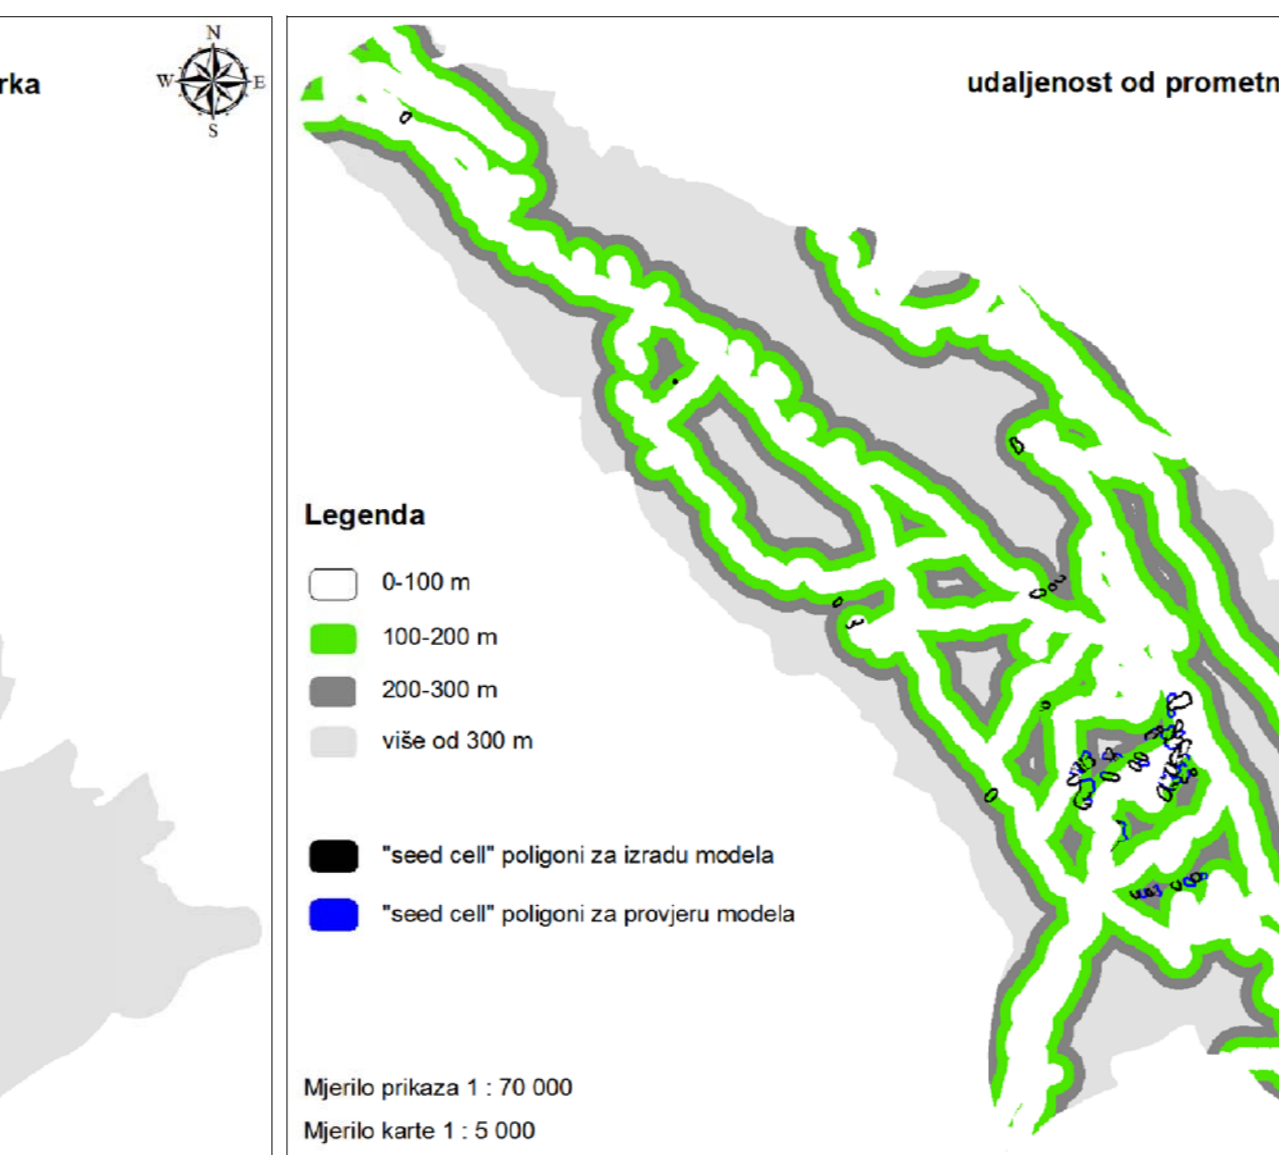 N
W E
S
rka
udaljenost od prometn
Legenda
0-100 m
100-200 m
200-300 m
više od 300 m
"seed cell" poligoni za izradu modela
"seed cell" poligoni za provjeru modela
Mjerilo prikaza 1 : 70 000
Mjerilo karte 1 : 5 000